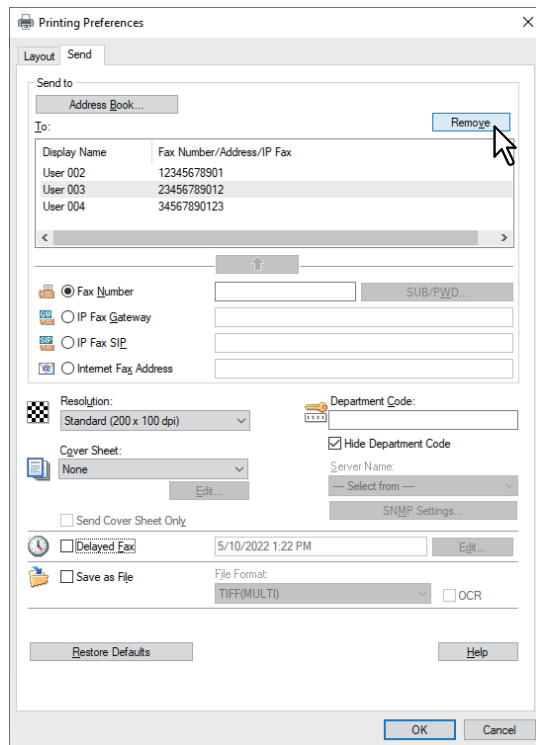 Printing Preferences
Layout Send
Send to
Address Book...
To:
Remove
Display Name Fax Number/Address/IP Fax
User 002 12345678901
User 003 23456789012
User 004 34567890123
Fax Number SUB/PWD...
IP Fax Gateway
IP Fax SIP
Internet Fax Address
Resolution:
Standard (200 x 100 dpi)
Department Code:
Hide Department Code
Cover Sheet:
None
Edit...
Server Name:
--- Select from ---
SNMP Settings...
Send Cover Sheet Only
Delayed Fax 5/10/2022 1:22 PM Edit...
Save as File
File Format:
TIFF(MULTI) OCR
Restore Defaults Help
OK Cancel